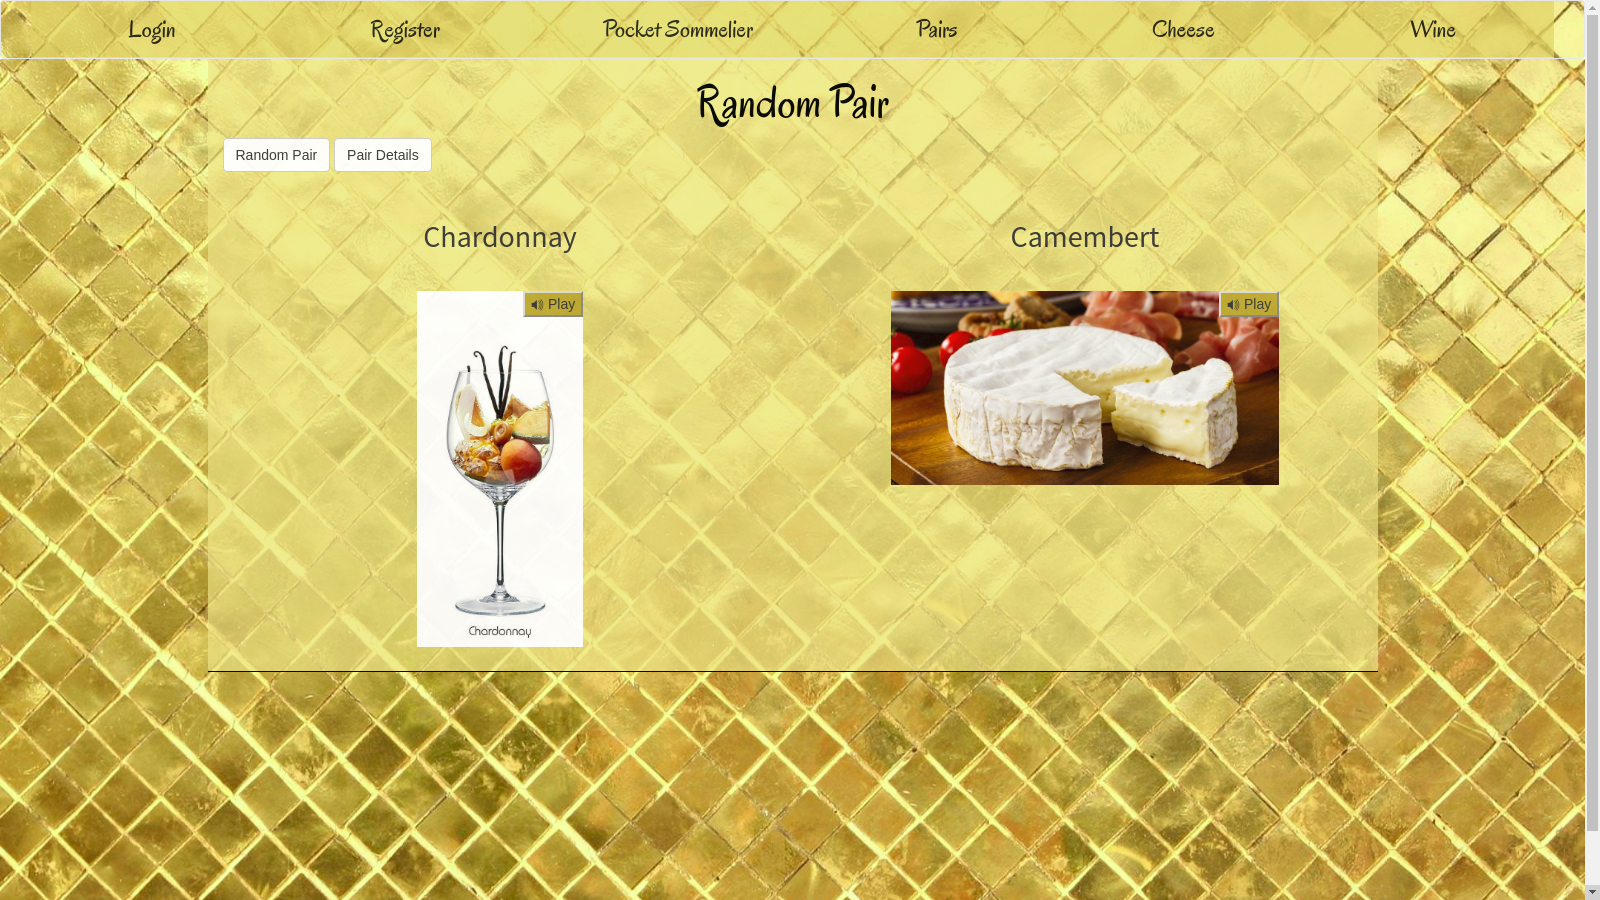 Login Register Pocket Sommelier Pairs Cheese Wine
Random Pair
Random Pair Pair Details
Chardonnay
Play
Chardonnay
Camembert
Play